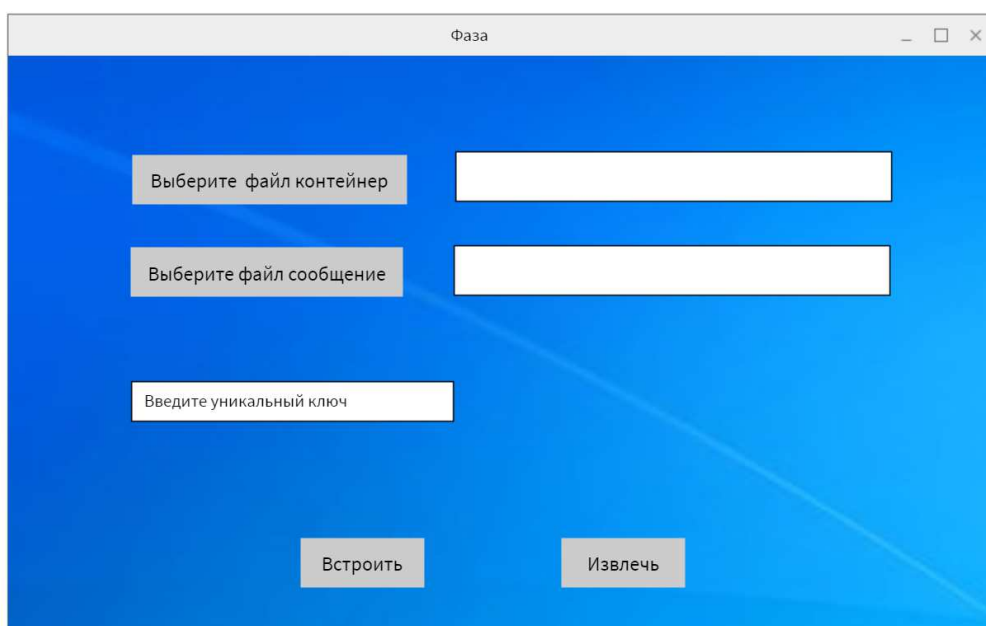 Фаза
Выберите файл контейнер
Выберите файл сообщение
Введите уникальный ключ
Встроить
Извлечь